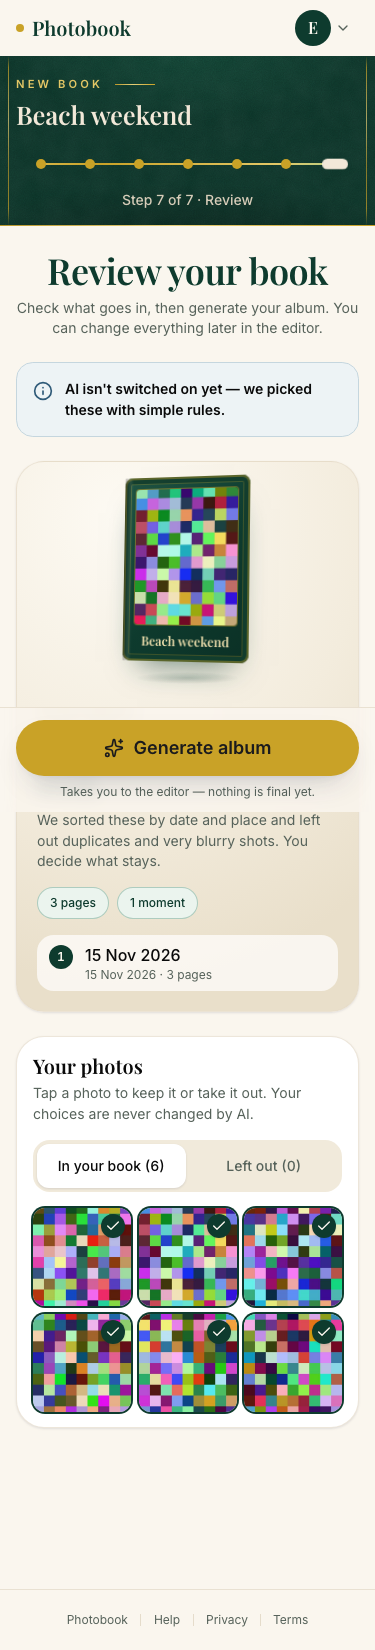 Photobook
E
NEW BOOK
Beach weekend
Step 7 of 7 · Review
Review your book
Check what goes in, then generate your album. You
can change everything later in the editor.
AI isn't switched on yet — we picked
these with simple rules.
Beach weekend
Generate album
Takes you to the editor — nothing is final yet.
We sorted these by date and place and left
out duplicates and very blurry shots. You
decide what stays.
3 pages
1 moment
1
15 Nov 2026
15 Nov 2026 · 3 pages
Your photos
Tap a photo to keep it or take it out. Your
choices are never changed by AI.
In your book (6)
Left out (0)
Photobook
Help
Privacy
Terms